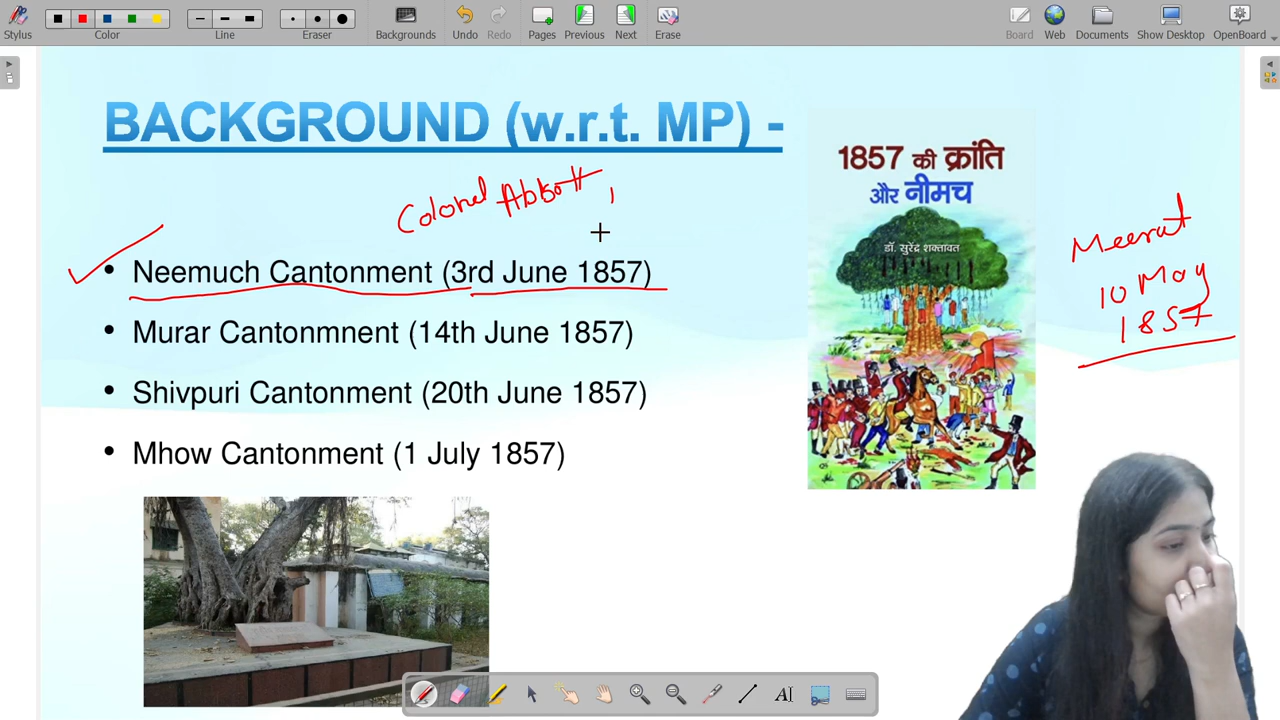 Stylus
Color
Line
Eraser
Backgrounds
Undo
Redo
Pages
Previous
Next
Erase
Board
Web
Documents
Show Desktop
OpenBoard
BACKGROUND (w.r.t. MP) -
Colonel Abbott,
• Neemuch Cantonment (3rd June 1857)
• Murar Cantonmnent (14th June 1857)
• Shivpuri Cantonment (20th June 1857)
• Mhow Cantonment (1 July 1857)
1857 की क्रांति
और नीमच
डॉ. सुरेंद्र शक्तावत
Meerut
10 May
1857